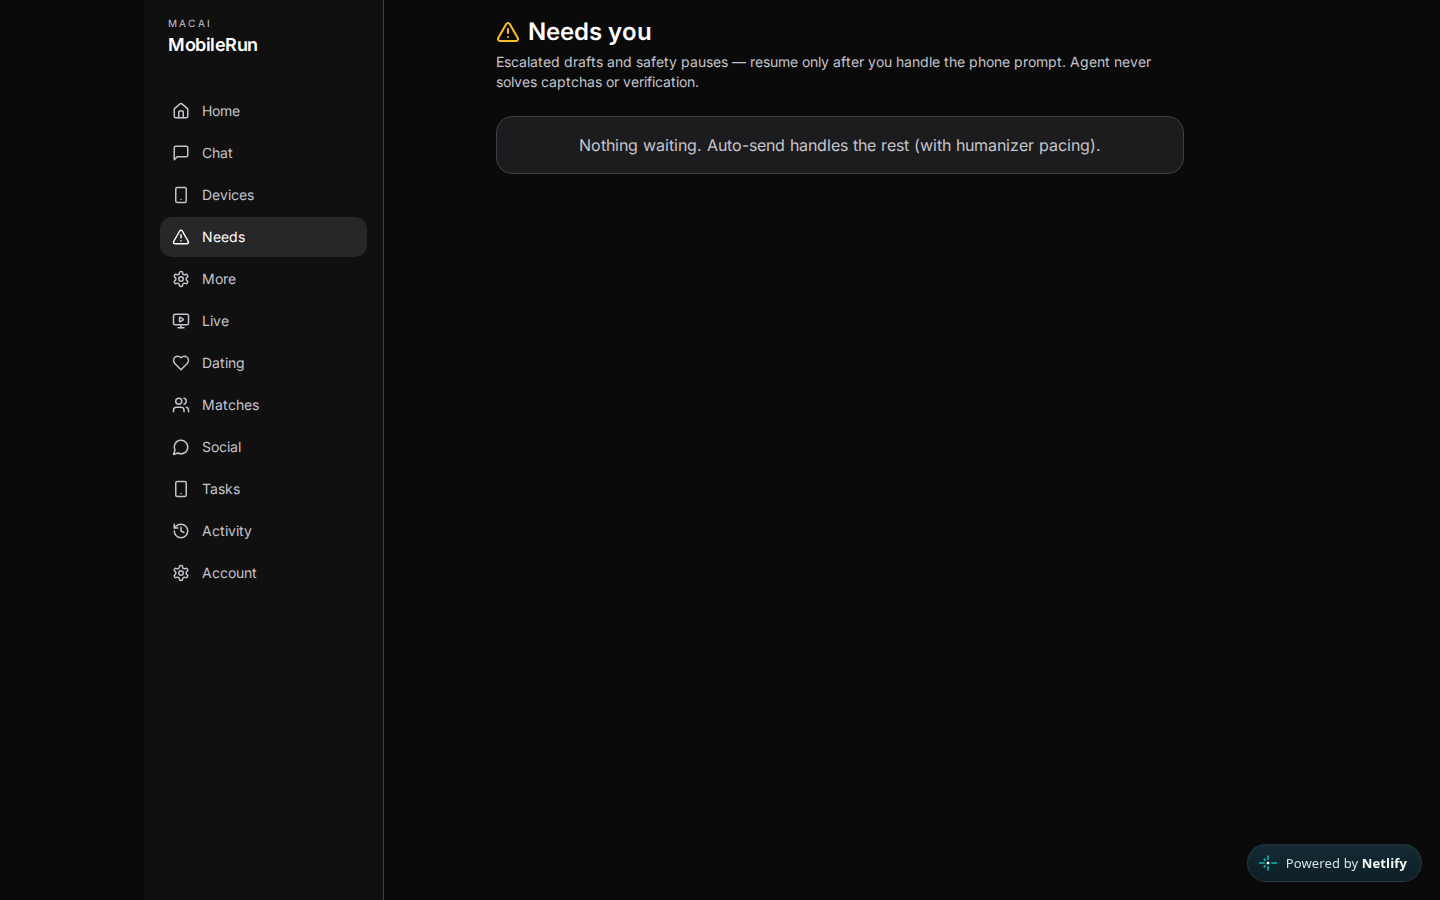 MACAI
MobileRun
Home
Chat
Devices
Needs
More
Live
Dating
Matches
Social
Tasks
Activity
Account
Needs you
Escalated drafts and safety pauses — resume only after you handle the phone prompt. Agent never
solves captchas or verification.
Nothing waiting. Auto-send handles the rest (with humanizer pacing).
Powered by Netlify